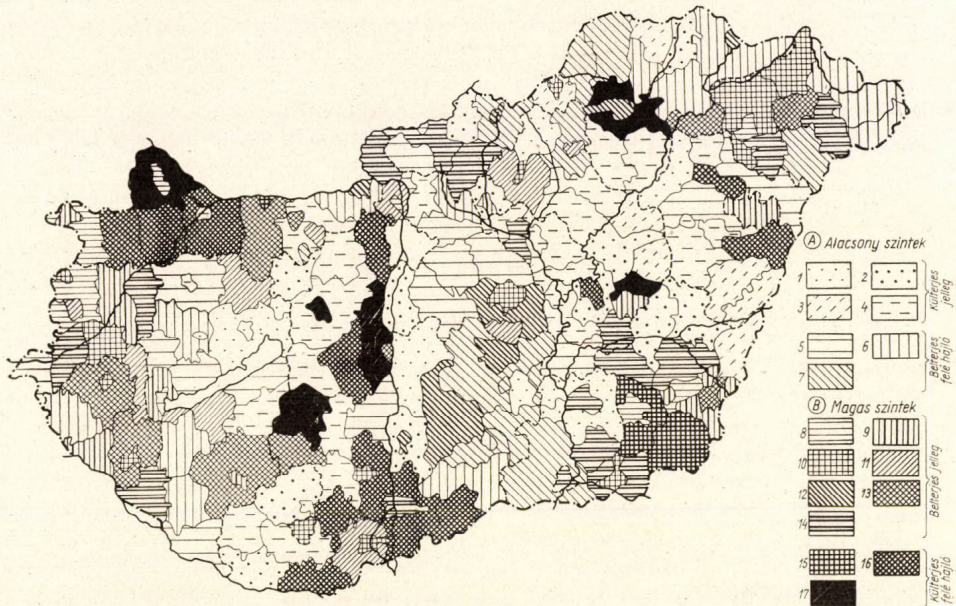 A Alacsony szintek
1 2
3 4
Külterjes
jelleg
5 6
7
Belterjes
felé hajló
B Magas szintek
8 9
10 11
12 13
14
Belterjes jelleg
15 16
17
Külterjes
felé hajló